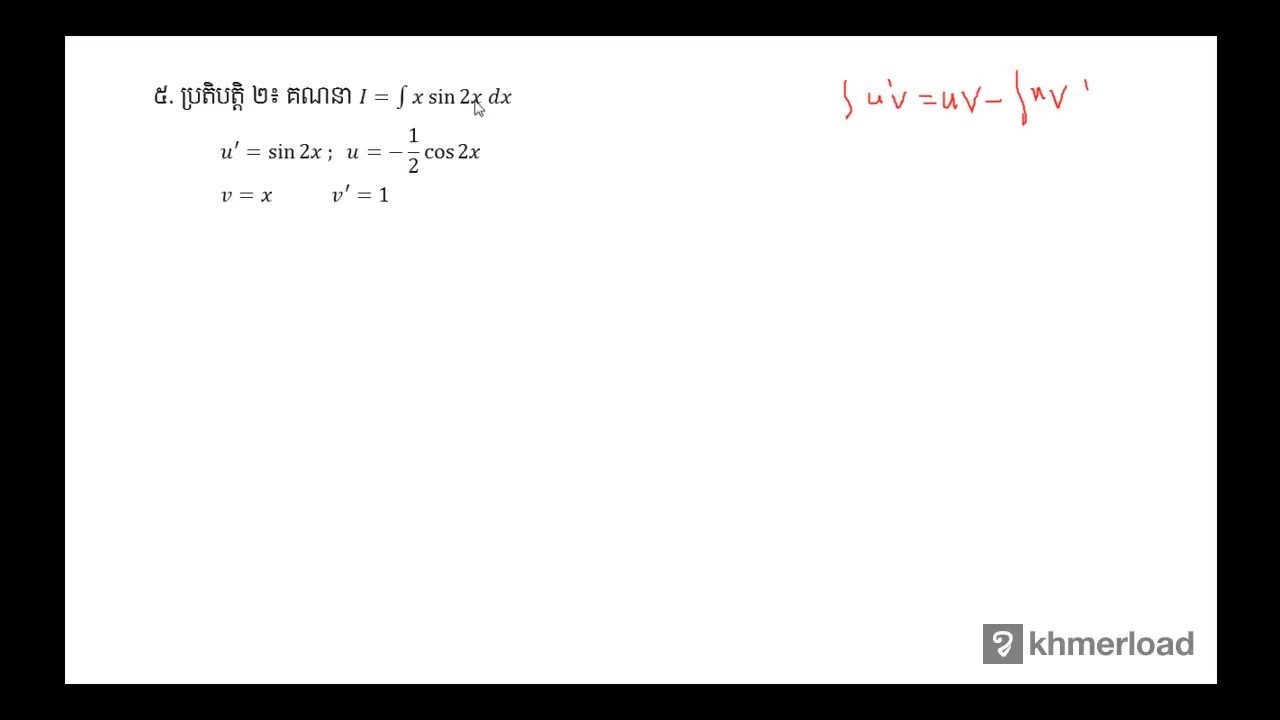 ៥. ប្រតិបត្តិ ២៖ គណនា I = ∫ x sin 2x dx
∫ u'v = uv − ∫ uv'
u′ = sin 2x ; u = −1/2 cos 2x
v = x v′ = 1
khmerload